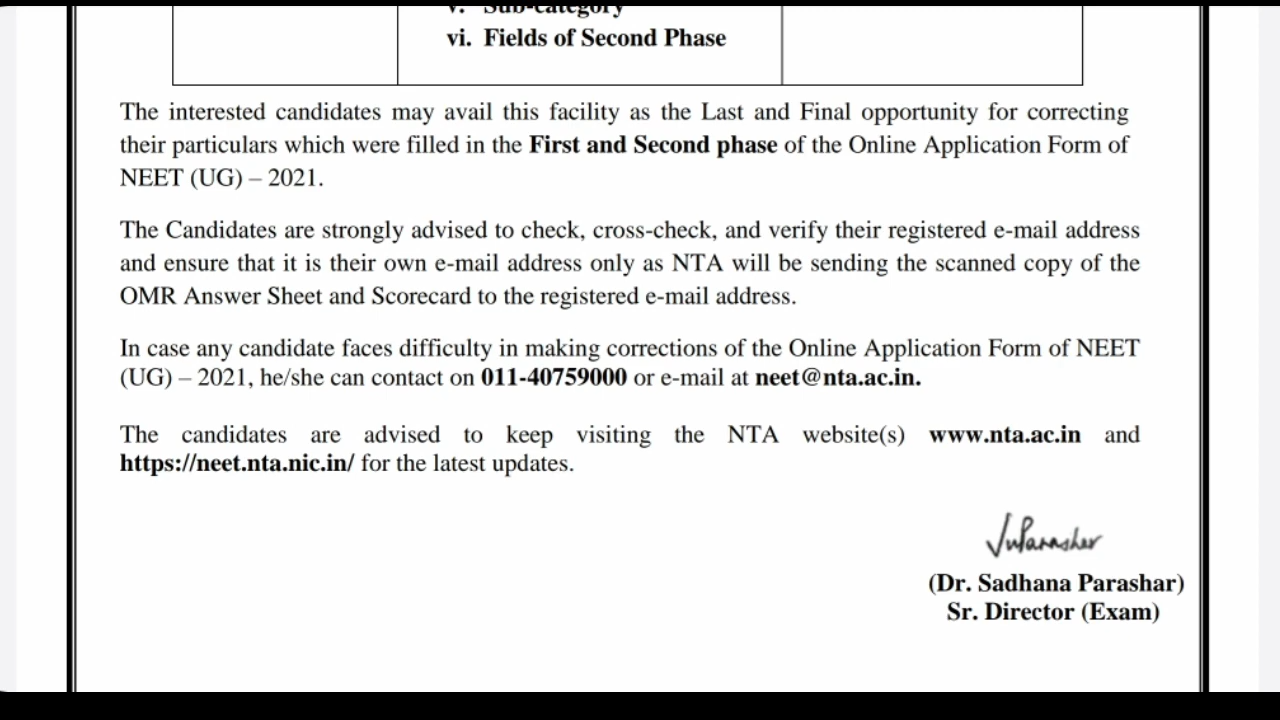 v. Sub-category
vi. Fields of Second Phase
The interested candidates may avail this facility as the Last and Final opportunity for correcting
their particulars which were filled in the First and Second phase of the Online Application Form of
NEET (UG) – 2021.
The Candidates are strongly advised to check, cross-check, and verify their registered e-mail address
and ensure that it is their own e-mail address only as NTA will be sending the scanned copy of the
OMR Answer Sheet and Scorecard to the registered e-mail address.
In case any candidate faces difficulty in making corrections of the Online Application Form of NEET
(UG) – 2021, he/she can contact on 011-40759000 or e-mail at neet@nta.ac.in.
The candidates are advised to keep visiting the NTA website(s) www.nta.ac.in and
https://neet.nta.nic.in/ for the latest updates.
(Dr. Sadhana Parashar)
Sr. Director (Exam)